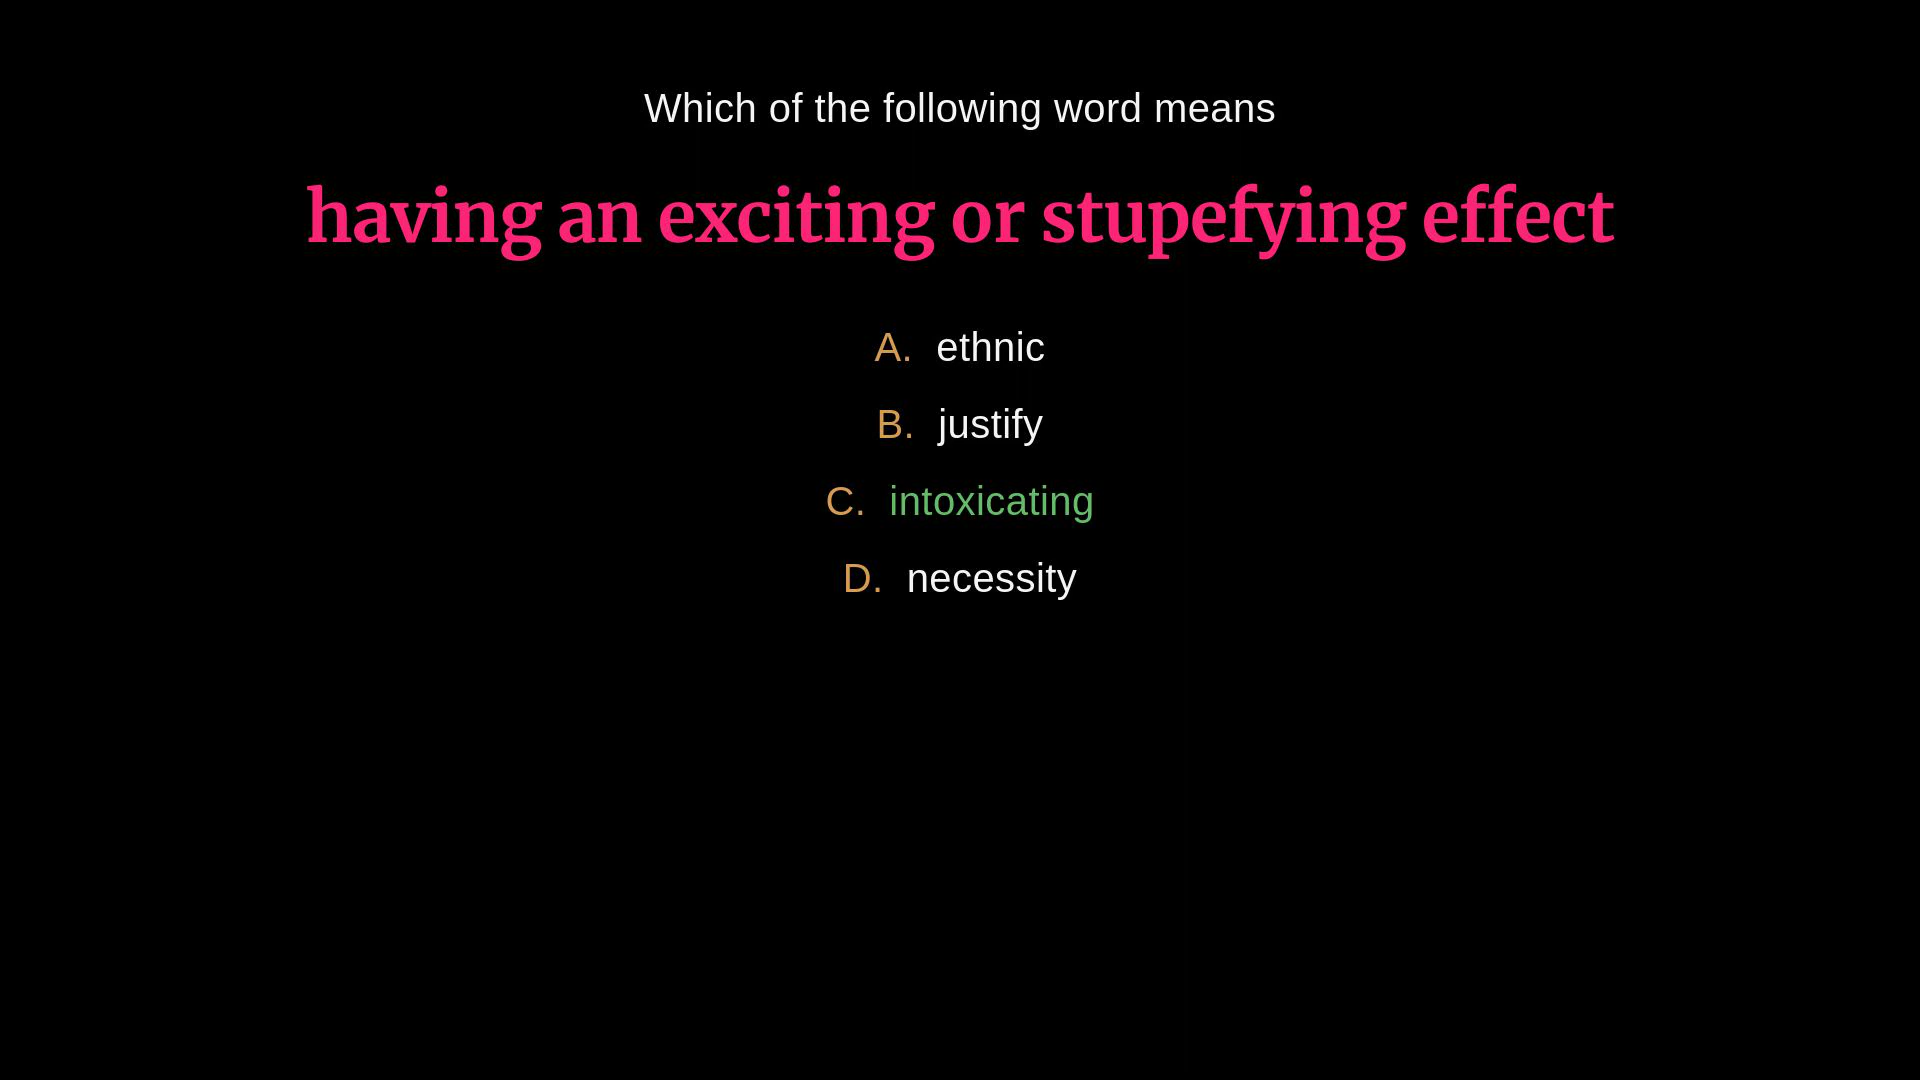 Which of the following word means
having an exciting or stupefying effect
A. ethnic
B. justify
C. intoxicating
D. necessity